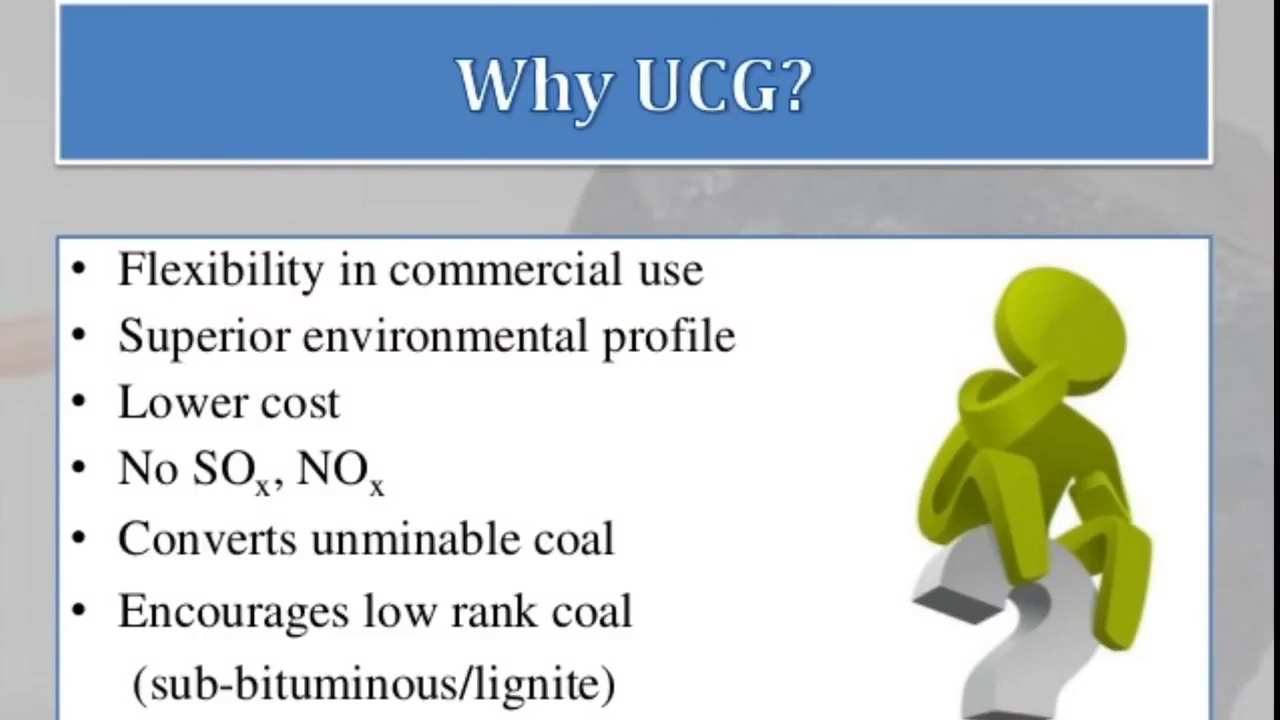 Why UCG?
• Flexibility in commercial use
• Superior environmental profile
• Lower cost
• No SOₓ, NOₓ
• Converts unminable coal
• Encourages low rank coal
(sub-bituminous/lignite)